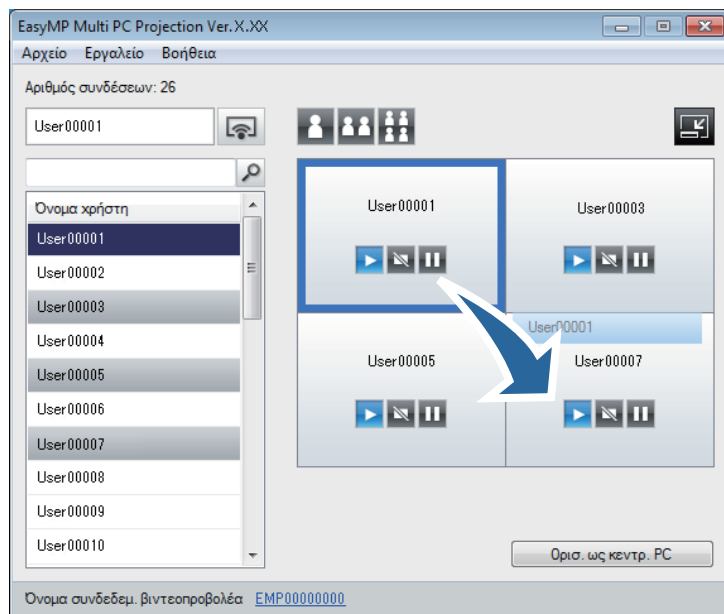 EasyMP Multi PC Projection Ver.X.XX
Αρχείο Εργαλείο Βοήθεια
Αριθμός συνδέσεων: 26
User00001
Όνομα χρήστη
User00001
User00002
User00003
User00004
User00005
User00006
User00007
User00008
User00009
User00010
User00001
User00003
User00001
User00005
User00007
Ορισ. ως κεντρ. PC
Όνομα συνδεδεμ. βιντεοπροβολέα EMP00000000